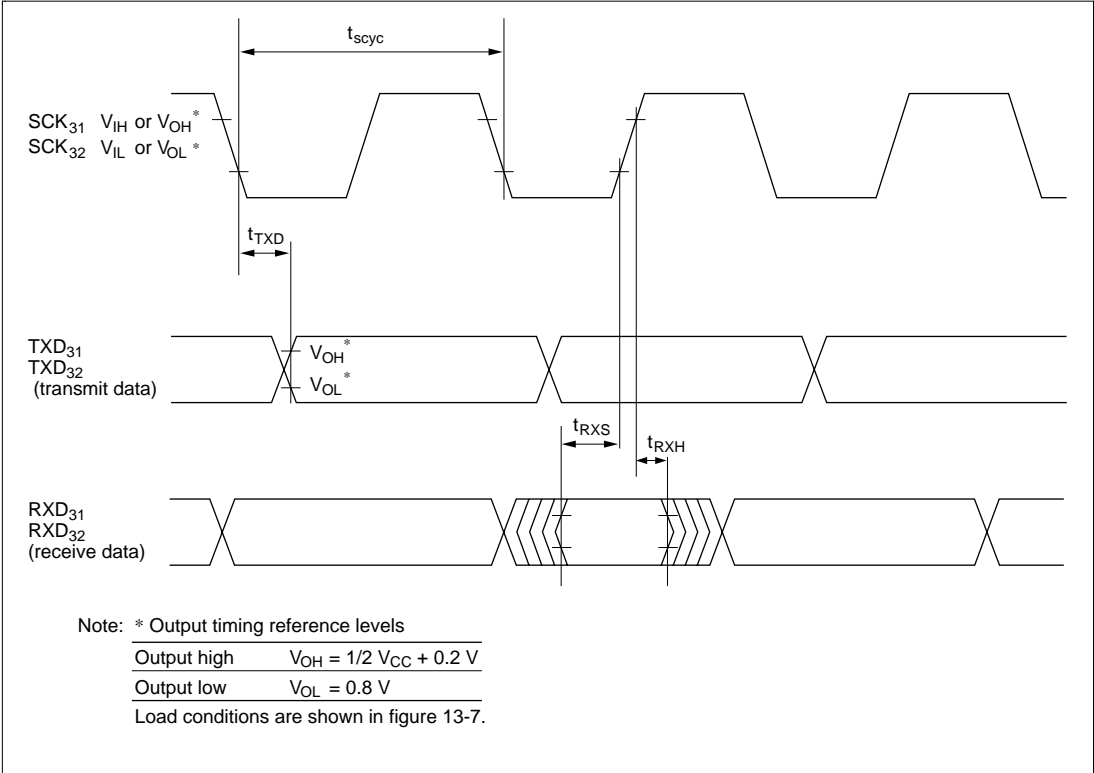 tscyc
SCK31 VIH or VOH*
SCK32 VIL or VOL *
tTXD
TXD31
TXD32
(transmit data)
VOH*
VOL*
tRXS
tRXH
RXD31
RXD32
(receive data)
Note: * Output timing reference levels
Output high VOH = 1/2 VCC + 0.2 V
Output low VOL = 0.8 V
Load conditions are shown in figure 13-7.